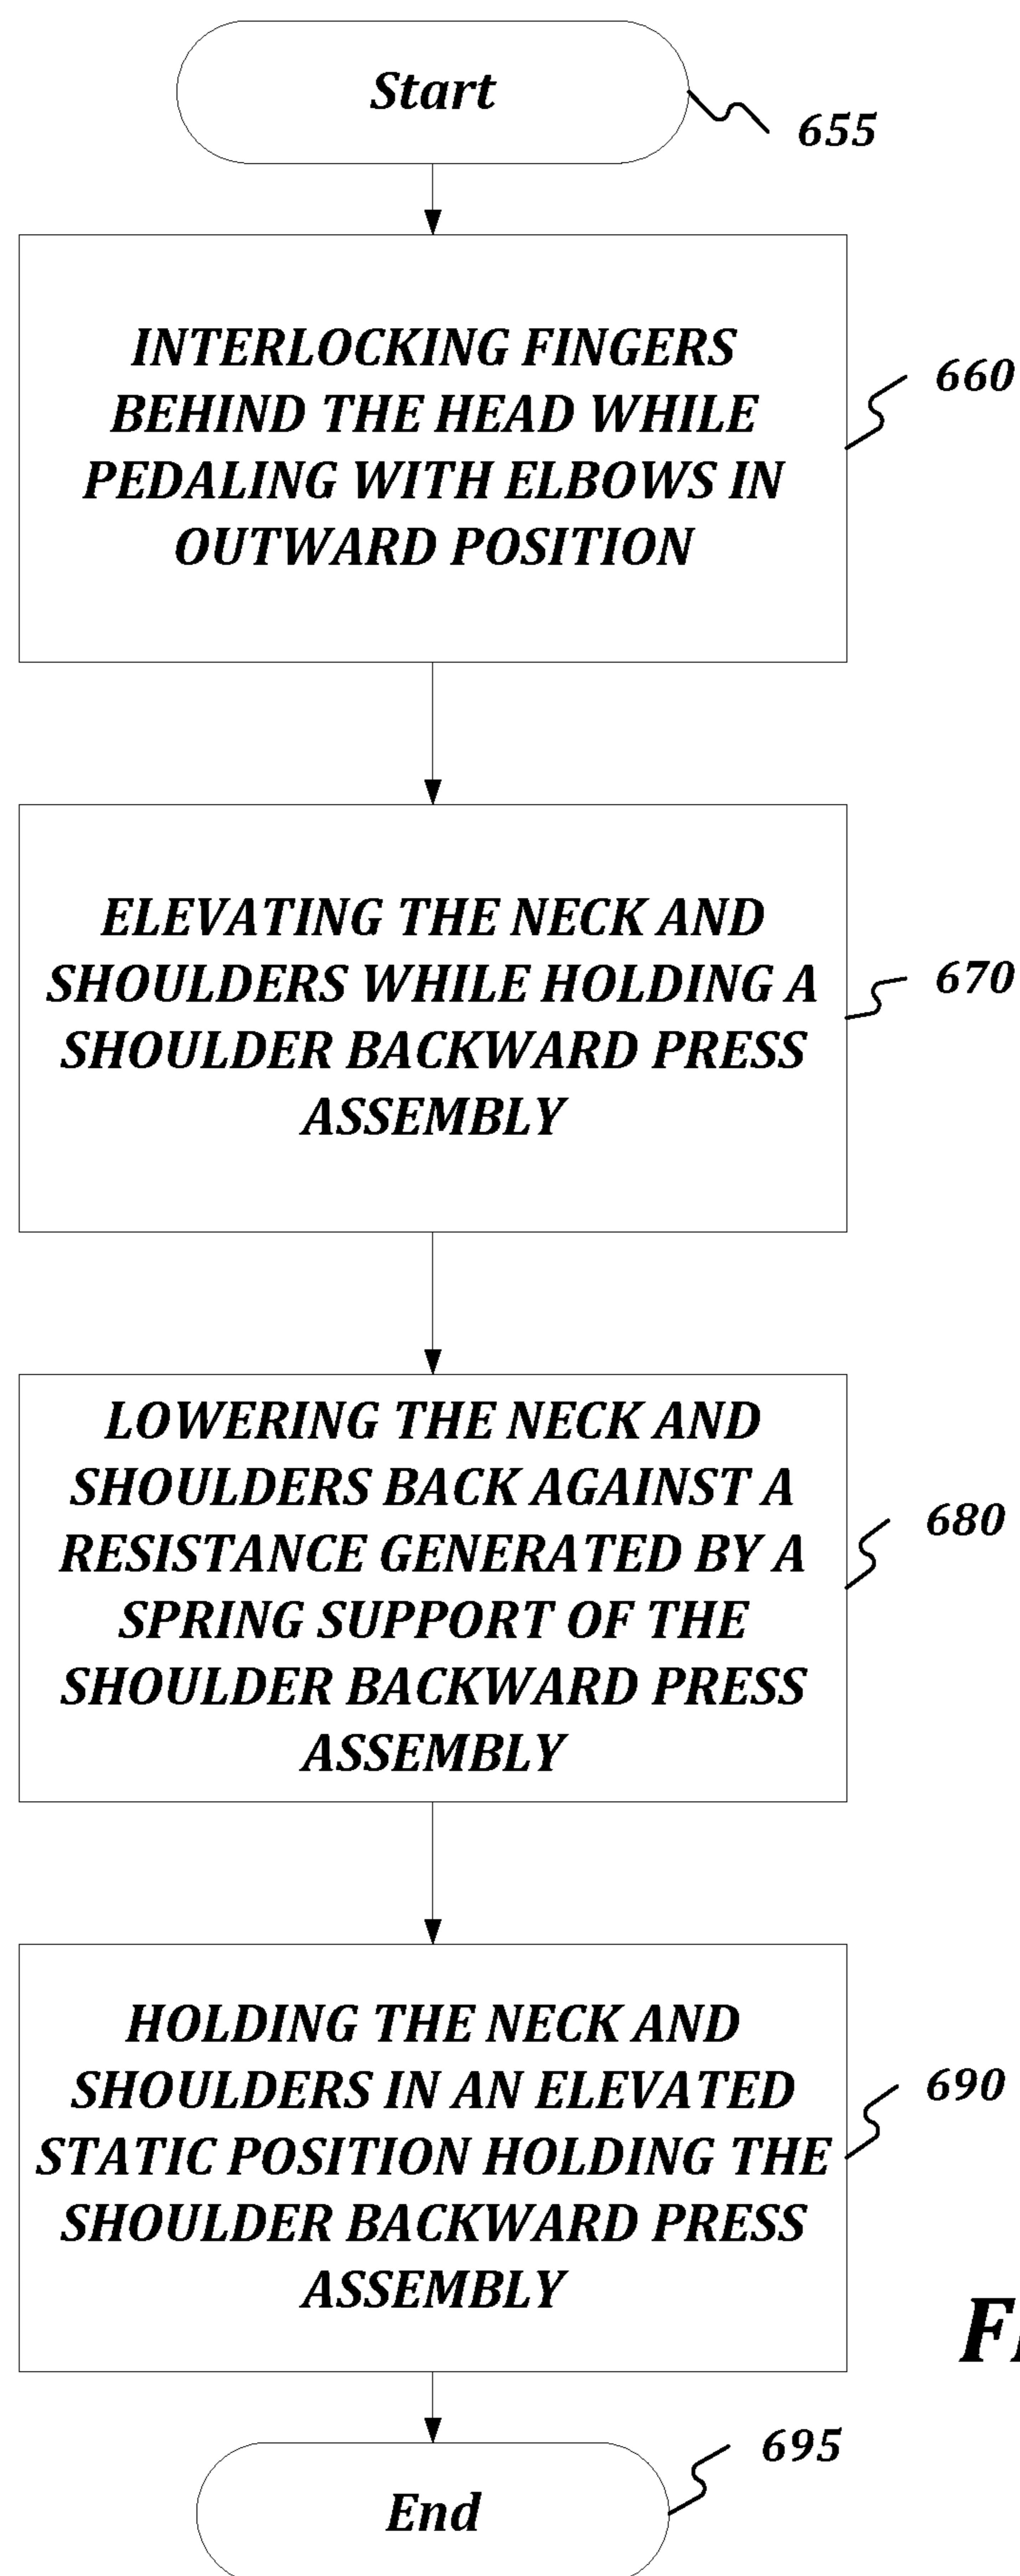 Start
655
INTERLOCKING FINGERS
BEHIND THE HEAD WHILE
PEDALING WITH ELBOWS IN
OUTWARD POSITION
660
ELEVATING THE NECK AND
SHOULDERS WHILE HOLDING A
SHOULDER BACKWARD PRESS
ASSEMBLY
670
LOWERING THE NECK AND
SHOULDERS BACK AGAINST A
RESISTANCE GENERATED BY A
SPRING SUPPORT OF THE
SHOULDER BACKWARD PRESS
ASSEMBLY
680
HOLDING THE NECK AND
SHOULDERS IN AN ELEVATED
STATIC POSITION HOLDING THE
SHOULDER BACKWARD PRESS
ASSEMBLY
690
End
695